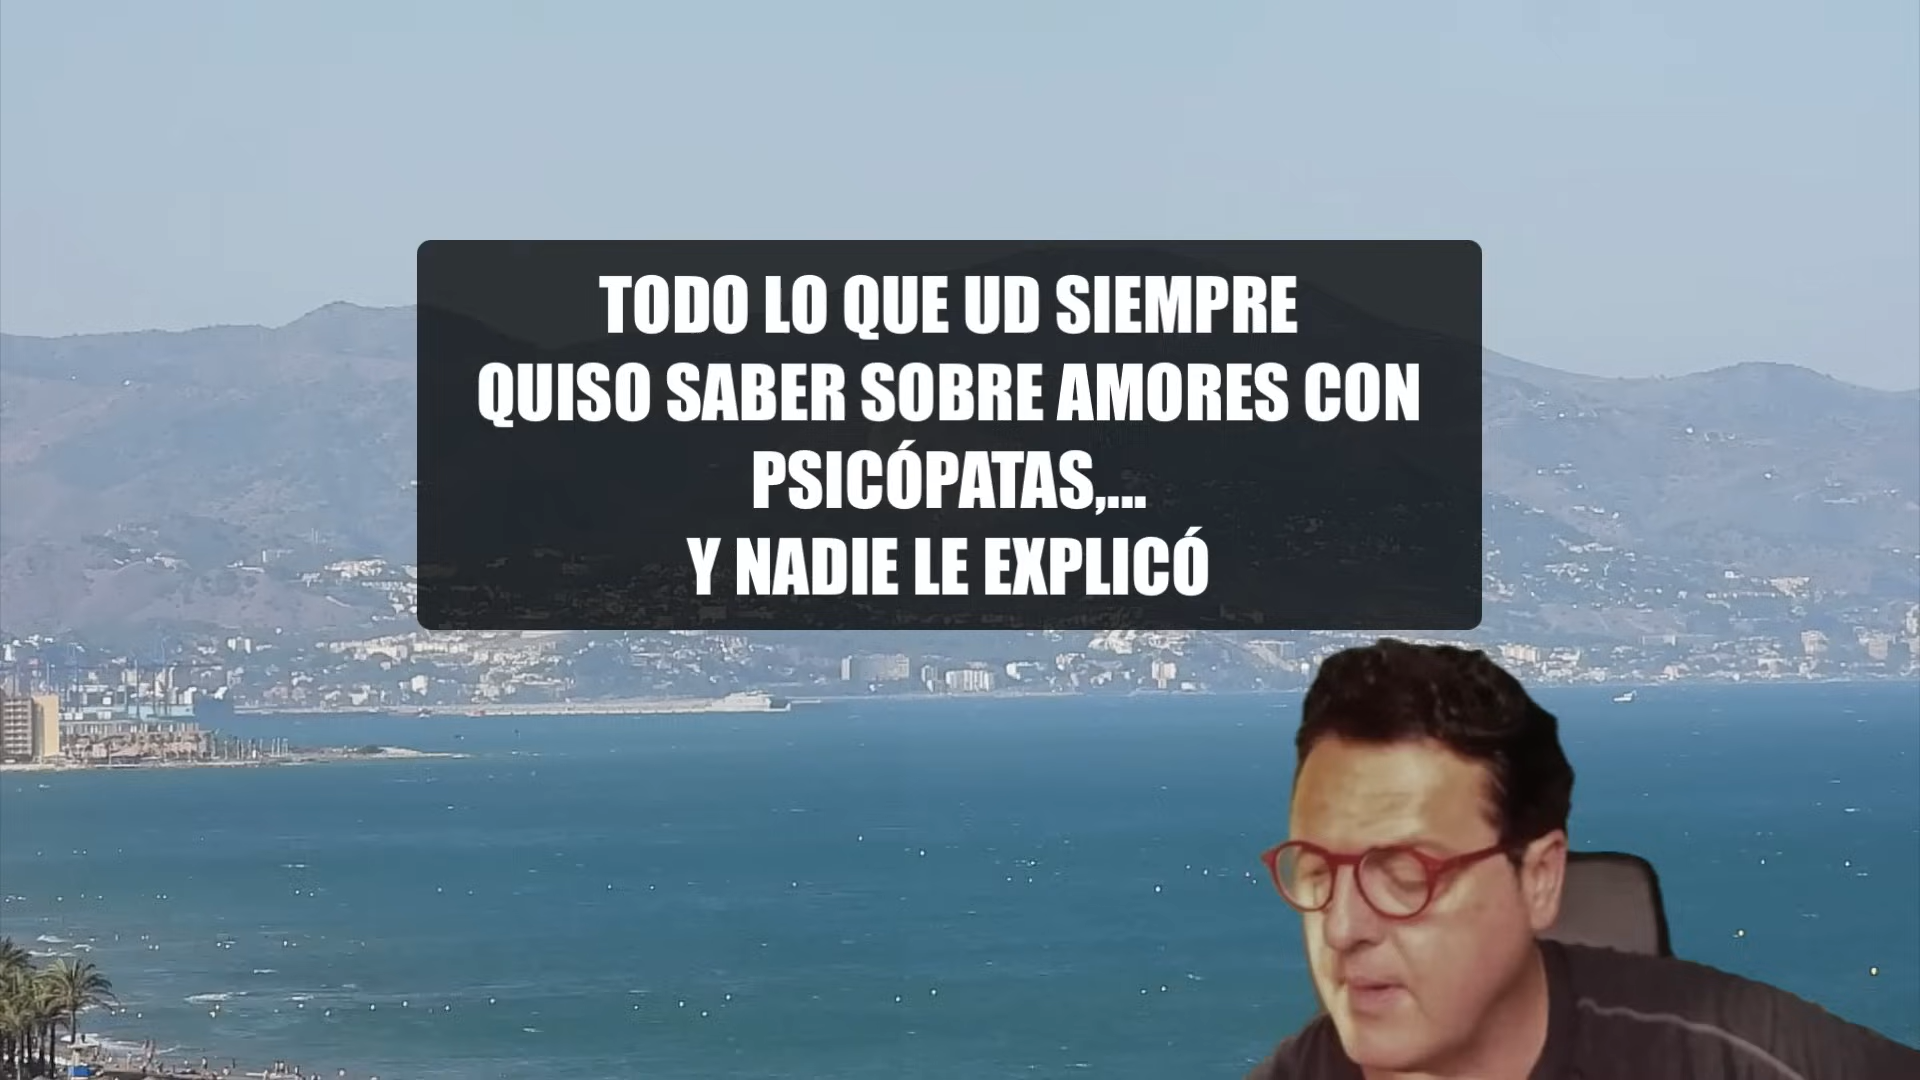 TODO LO QUE UD SIEMPRE
QUISO SABER SOBRE AMORES CON
PSICÓPATAS,...
Y NADIE LE EXPLICÓ